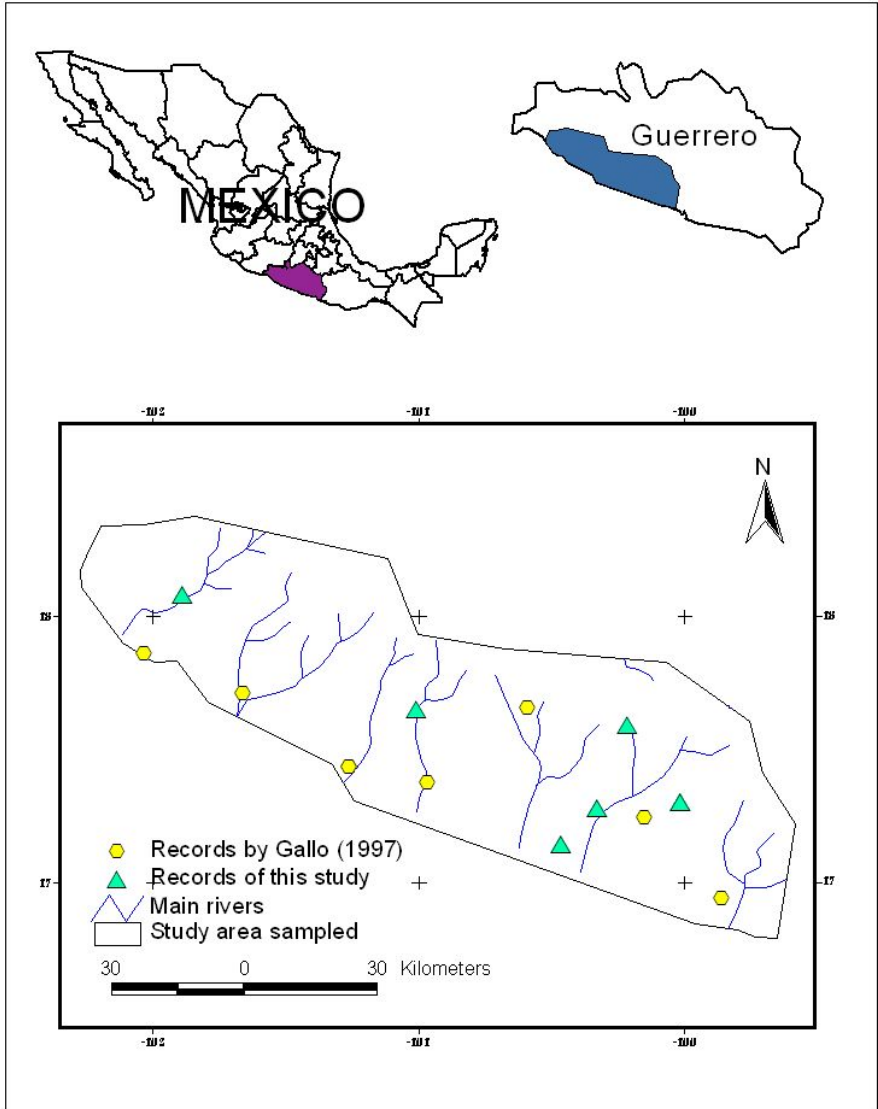 MEXICO
Guerrero
-102 -101 -100
N
18 18
Records by Gallo (1997)
Records of this study
17 17
Main rivers
Study area sampled
30 0 30 Kilometers
-102 -101 -100